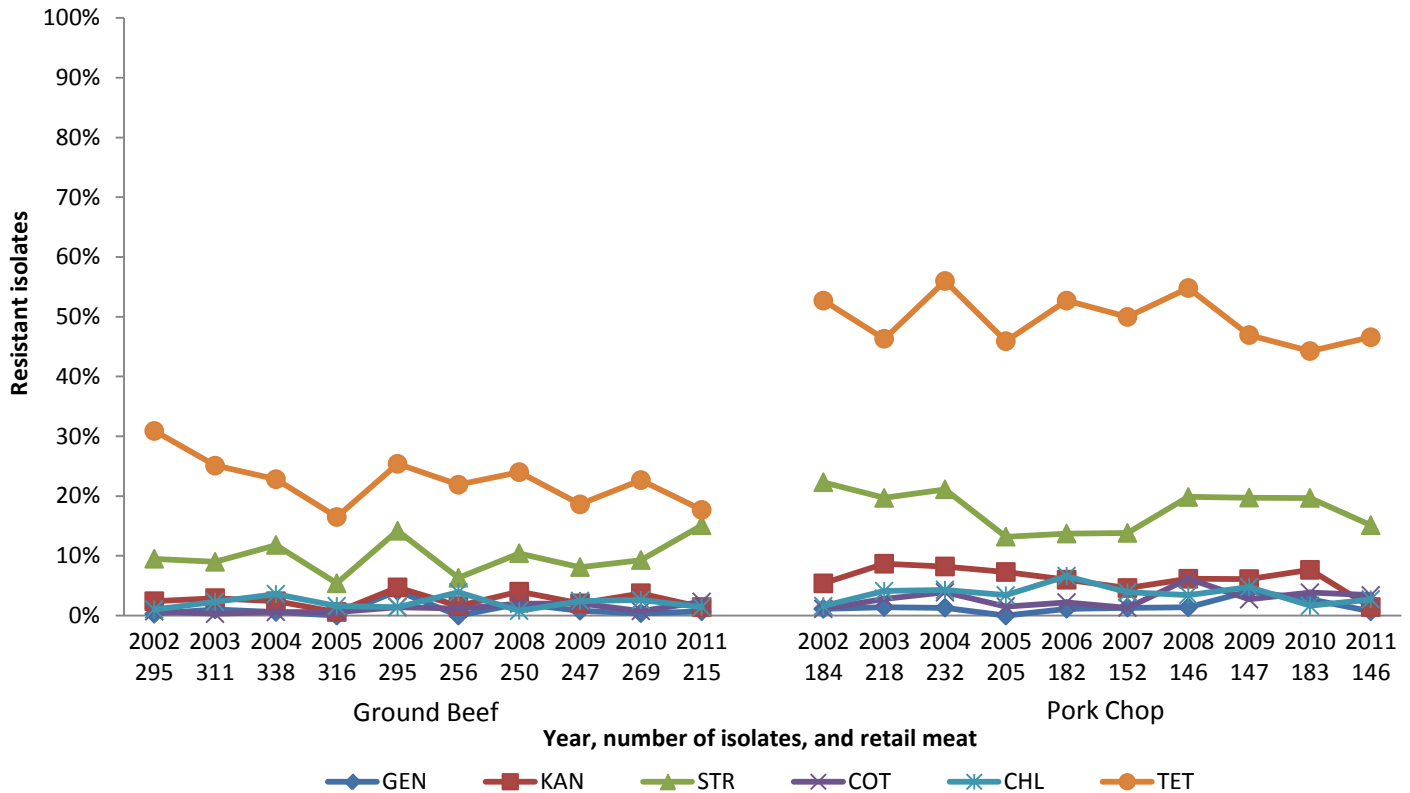 100%
90%
80%
70%
60%
50%
40%
30%
20%
10%
0%
Resistant isolates
2002 2003 2004 2005 2006 2007 2008 2009 2010 2011 2002 2003 2004 2005 2006 2007 2008 2009 2010 2011
295 311 338 316 295 256 250 247 269 215 184 218 232 205 182 152 146 147 183 146
Ground Beef Pork Chop
Year, number of isolates, and retail meat
GEN KAN STR COT CHL TET